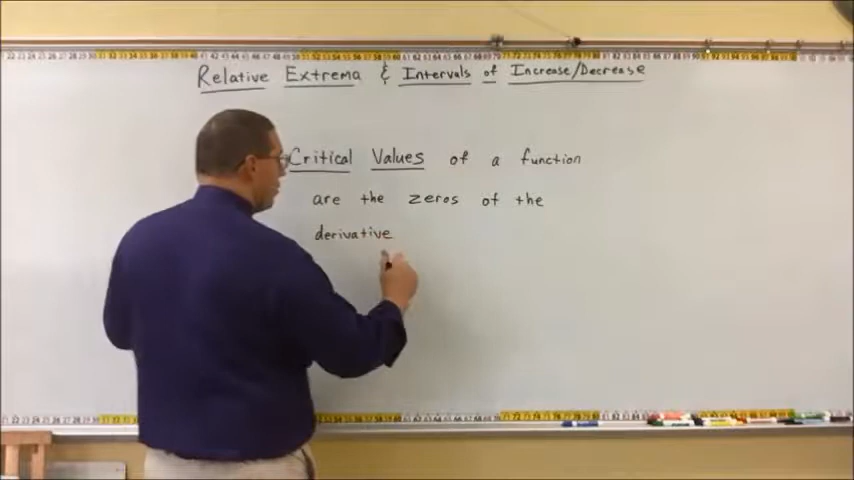 Relative Extrema & Intervals of Increase/Decrease
Critical Values of a function
are the zeros of the
derivative